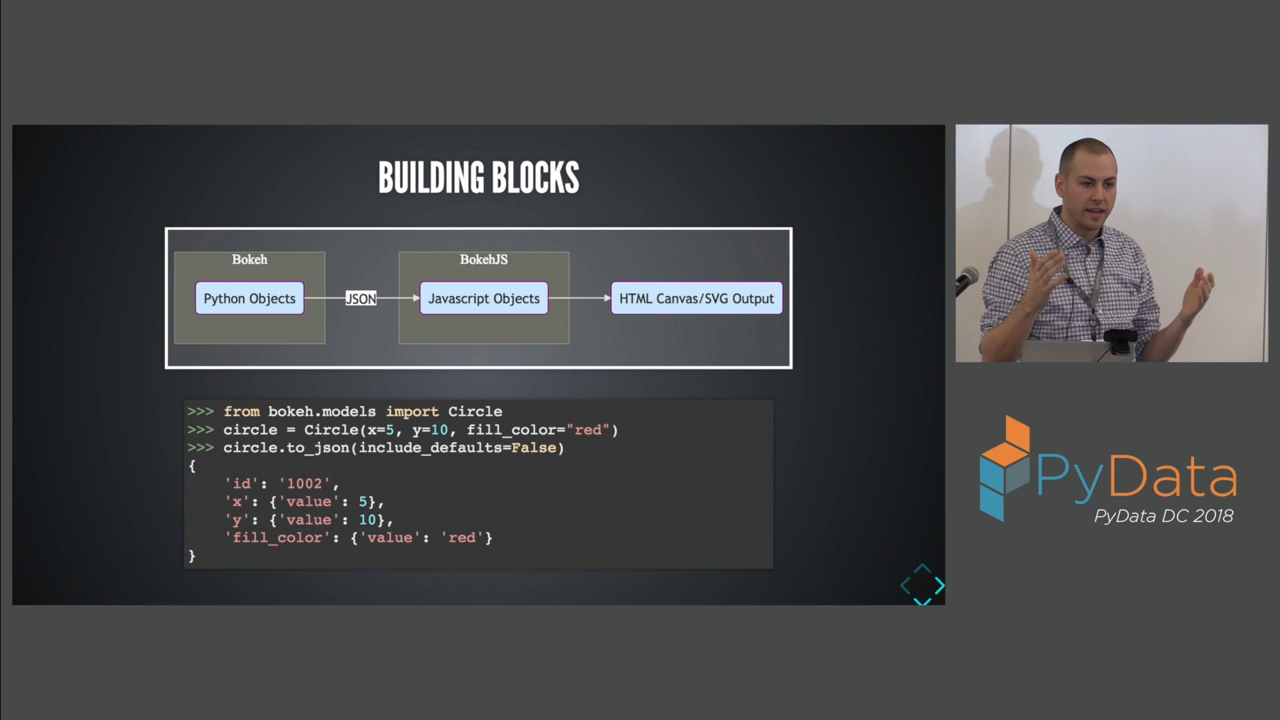 BUILDING BLOCKS
Bokeh
BokehJS
Python Objects
JSON
Javascript Objects
HTML Canvas/SVG Output
>>> from bokeh.models import Circle
>>> circle = Circle(x=5, y=10, fill_color="red")
>>> circle.to_json(include_defaults=False)
{
    'id': '1002',
    'x': {'value': 5},
    'y': {'value': 10},
    'fill_color': {'value': 'red'}
}
PyData
PyData DC 2018